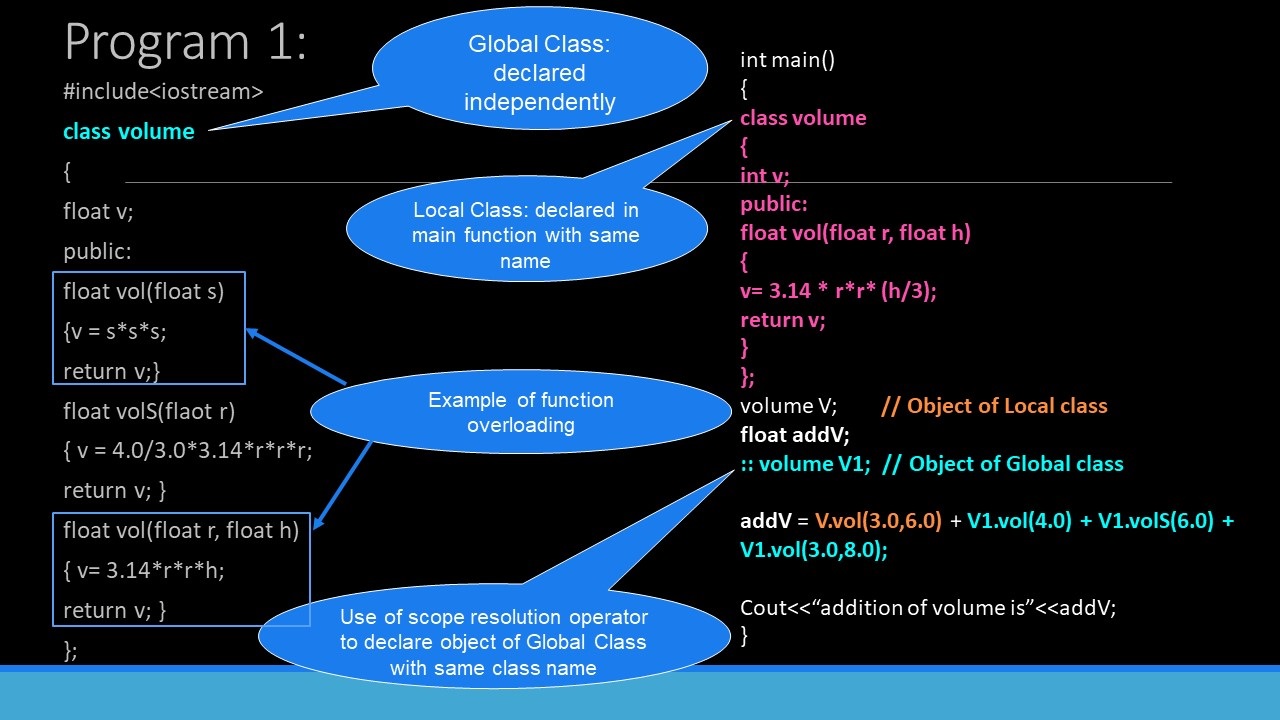 Program 1:
#include<iostream>
class volume
{
float v;
public:
float vol(float s)
{v = s*s*s;
return v;}
float volS(flaot r)
{ v = 4.0/3.0*3.14*r*r*r;
return v; }
float vol(float r, float h)
{ v= 3.14*r*r*h;
return v; }
};
Global Class:
declared
independently
Local Class: declared in
main function with same
name
Example of function
overloading
Use of scope resolution operator
to declare object of Global Class
with same class name
int main()
{
class volume
{
int v;
public:
float vol(float r, float h)
{
v= 3.14 * r*r* (h/3);
return v;
}
};
volume V; // Object of Local class
float addV;
:: volume V1; // Object of Global class
addV = V.vol(3.0,6.0) + V1.vol(4.0) + V1.volS(6.0) +
V1.vol(3.0,8.0);
Cout<<“addition of volume is”<<addV;
}